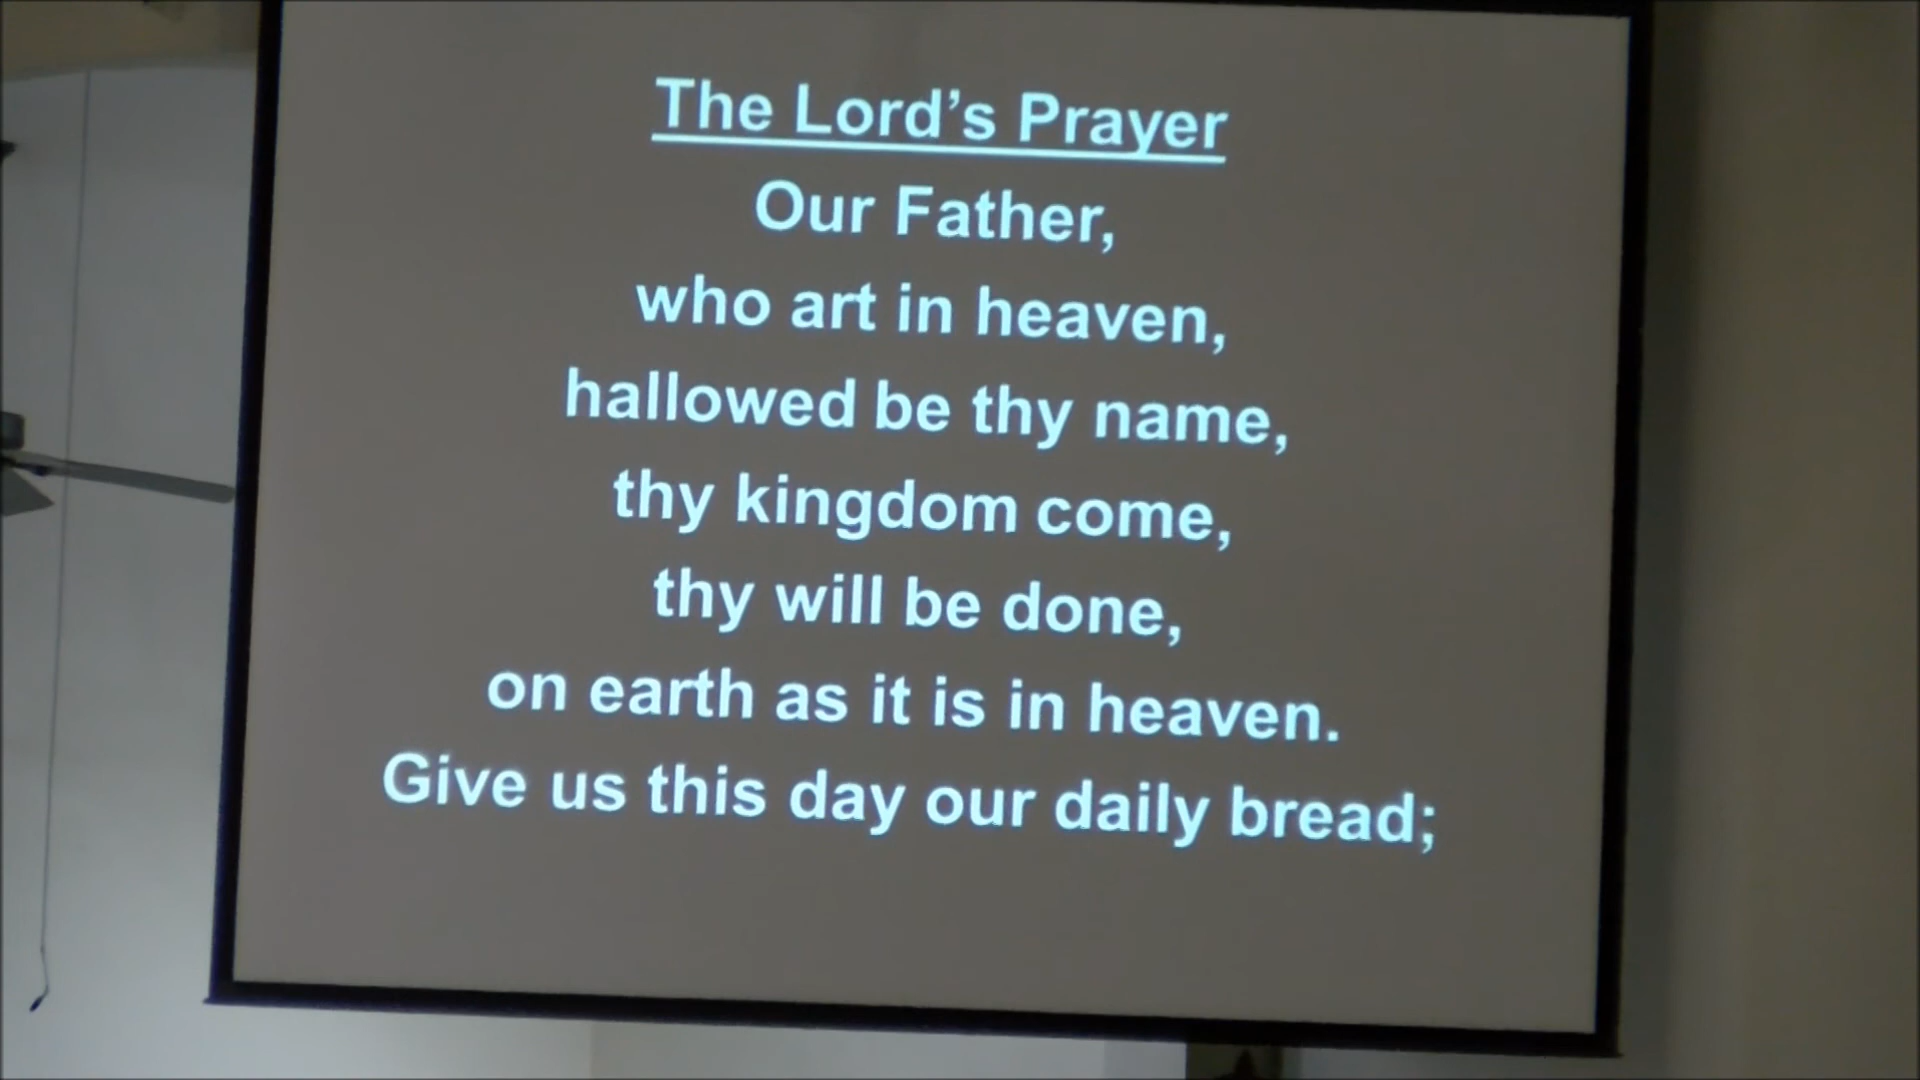 The Lord’s Prayer
Our Father,
who art in heaven,
hallowed be thy name,
thy kingdom come,
thy will be done,
on earth as it is in heaven.
Give us this day our daily bread;